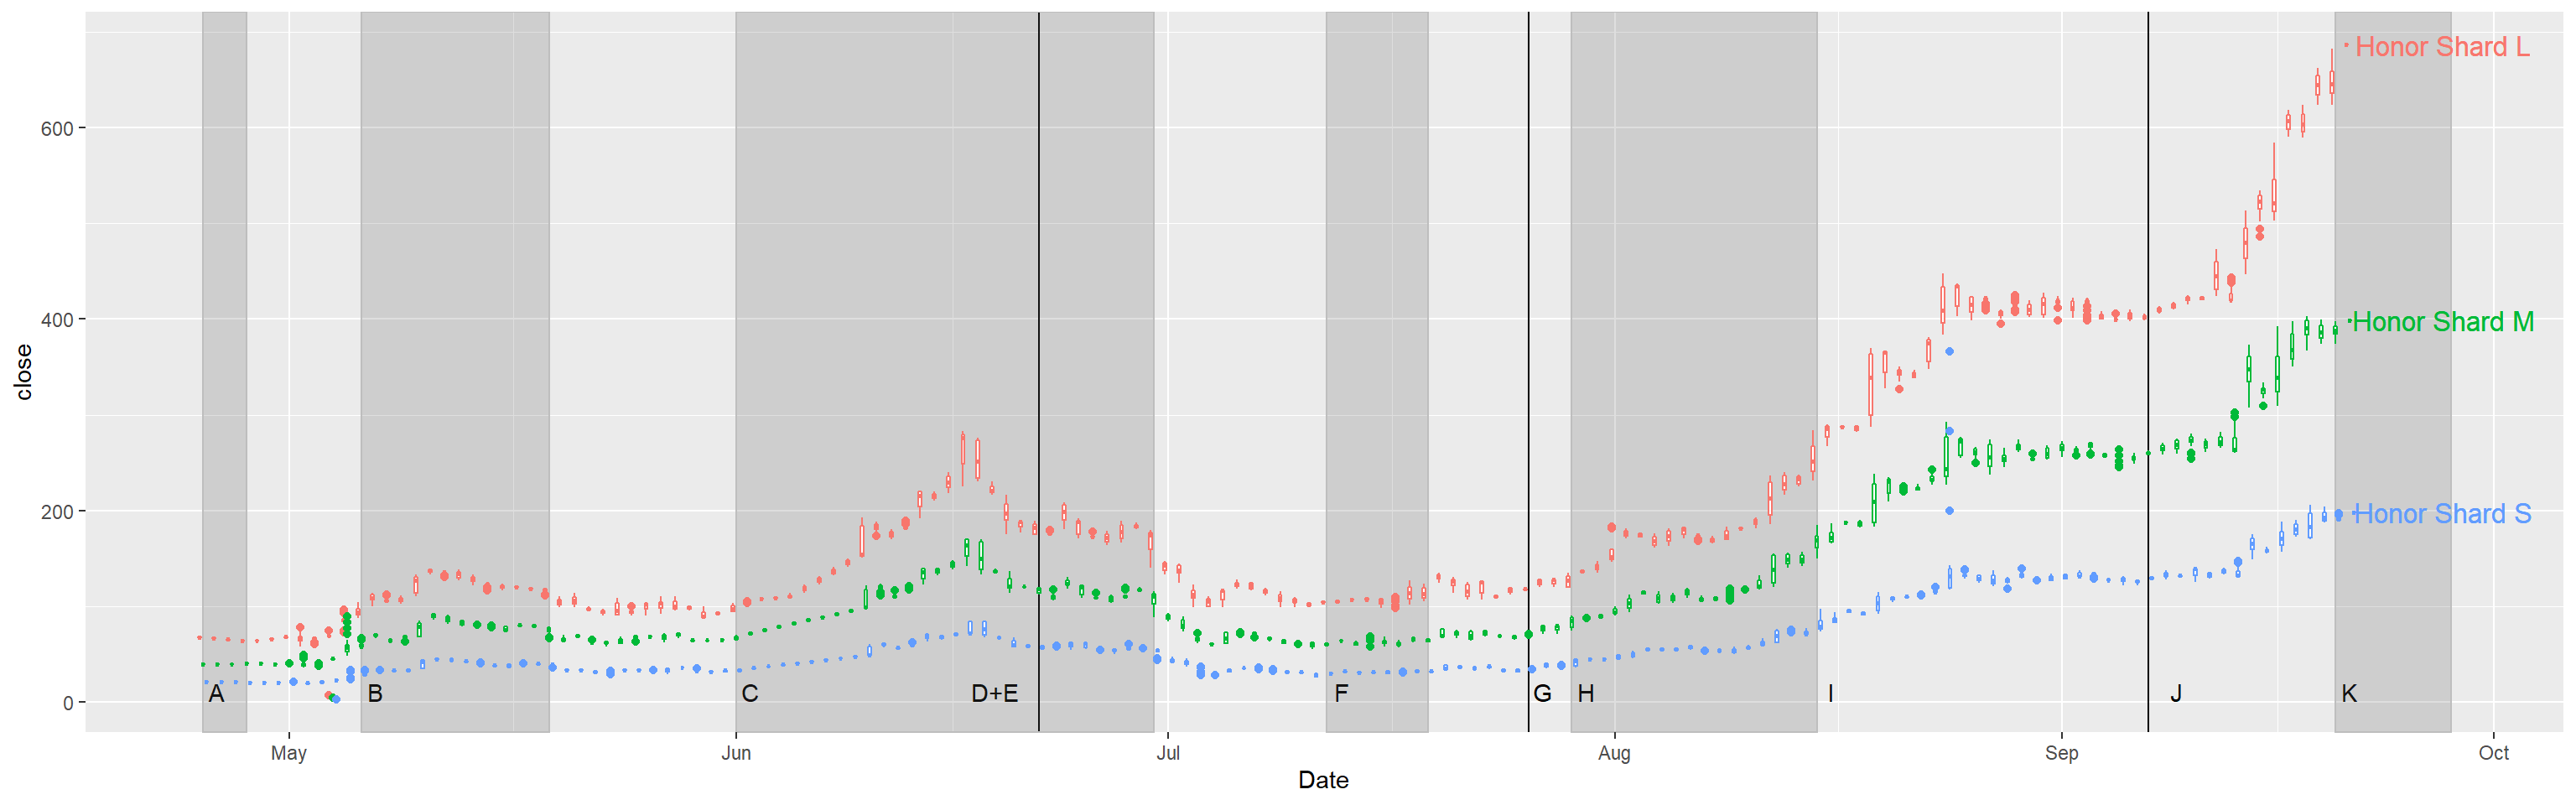 Honor Shard L
600
400
Honor Shard M
200
Honor Shard S
0
A
B
C
D+E
F
G
H
I
J
K
close
May
Jun
Jul
Aug
Sep
Oct
Date